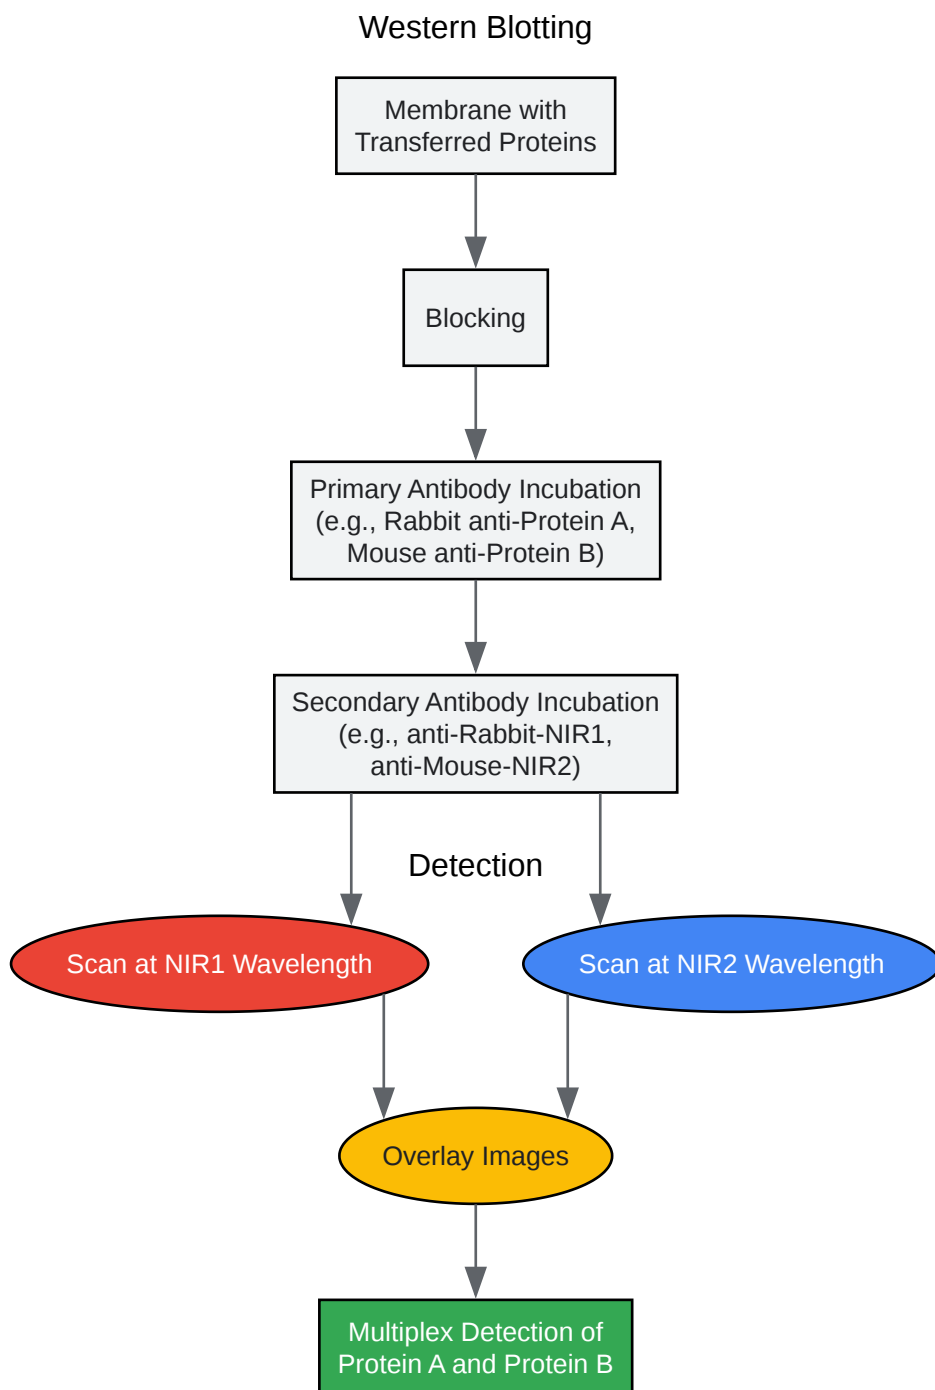 Western Blotting
Membrane with
Transferred Proteins
Blocking
Primary Antibody Incubation
(e.g., Rabbit anti-Protein A,
Mouse anti-Protein B)
Secondary Antibody Incubation
(e.g., anti-Rabbit-NIR1,
anti-Mouse-NIR2)
Detection
Scan at NIR1 Wavelength
Scan at NIR2 Wavelength
Overlay Images
Multiplex Detection of
Protein A and Protein B